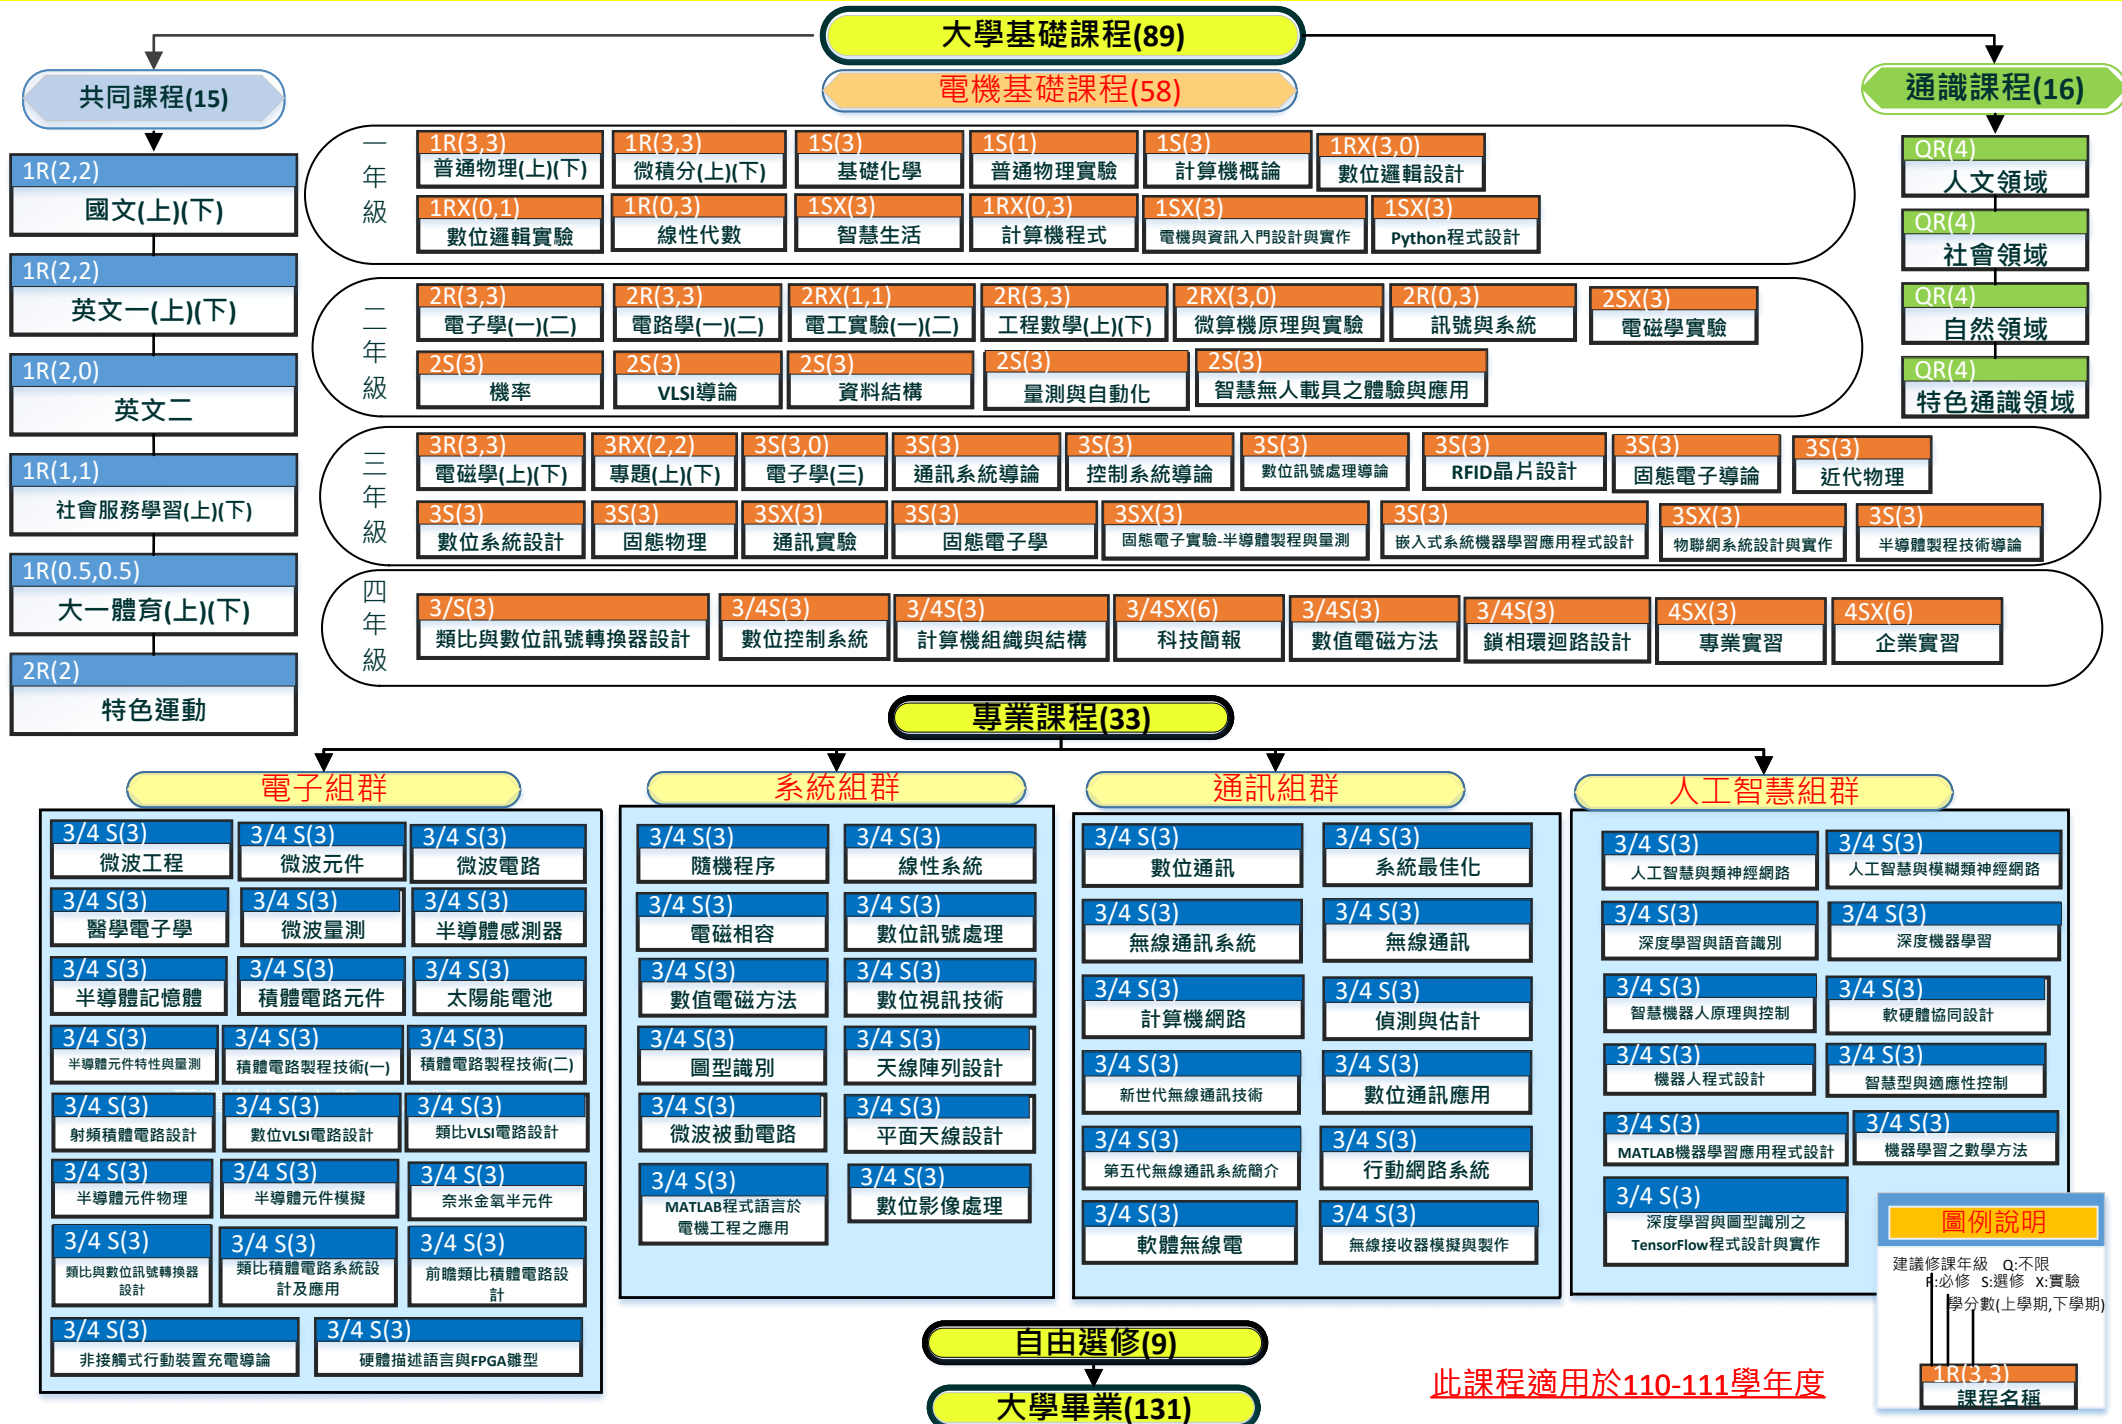 大學基礎課程(89)
共同課程(15)
電機基礎課程(58)
通識課程(16)
1R(2,2)
國文(上)(下)
1R(2,2)
英文一(上)(下)
1R(2,0)
英文二
1R(1,1)
社會服務學習(上)(下)
1R(0.5,0.5)
大一體育(上)(下)
2R(2)
特色運動
一年級
1R(3,3)
普通物理(上)(下)
1R(3,3)
微積分(上)(下)
1S(3)
基礎化學
1S(1)
普通物理實驗
1S(3)
計算機概論
1RX(3,0)
數位邏輯設計
1RX(0,1)
數位邏輯實驗
1R(0,3)
線性代數
1SX(3)
智慧生活
1RX(0,3)
計算機程式
1SX(3)
電機與資訊入門設計與實作
1SX(3)
Python程式設計
二年級
2R(3,3)
電子學(一)(二)
2R(3,3)
電路學(一)(二)
2RX(1,1)
電工實驗(一)(二)
2R(3,3)
工程數學(上)(下)
2RX(3,0)
微算機原理與實驗
2R(0,3)
訊號與系統
2SX(3)
電磁學實驗
2S(3)
機率
2S(3)
VLSI導論
2S(3)
資料結構
2S(3)
量測與自動化
2S(3)
智慧無人載具之體驗與應用
三年級
3R(3,3)
電磁學(上)(下)
3RX(2,2)
專題(上)(下)
3S(3,0)
電子學(三)
3S(3)
通訊系統導論
3S(3)
控制系統導論
3S(3)
數位訊號處理導論
3S(3)
RFID晶片設計
3S(3)
固態電子導論
3S(3)
近代物理
3S(3)
數位系統設計
3S(3)
固態物理
3SX(3)
通訊實驗
3S(3)
固態電子學
3SX(3)
固態電子實驗-半導體製程與量測
3S(3)
嵌入式系統機器學習應用程式設計
3SX(3)
物聯網系統設計與實作
3S(3)
半導體製程技術導論
四年級
3/S(3)
類比與數位訊號轉換器設計
3/4S(3)
數位控制系統
3/4S(3)
計算機組織與結構
3/4SX(6)
科技簡報
3/4S(3)
數值電磁方法
3/4S(3)
鎖相環迴路設計
4SX(3)
專業實習
4SX(6)
企業實習
QR(4)
人文領域
QR(4)
社會領域
QR(4)
自然領域
QR(4)
特色通識領域
專業課程(33)
電子組群
3/4 S(3)
微波工程
3/4 S(3)
微波元件
3/4 S(3)
微波電路
3/4 S(3)
醫學電子學
3/4 S(3)
微波量測
3/4 S(3)
半導體感測器
3/4 S(3)
半導體記憶體
3/4 S(3)
積體電路元件
3/4 S(3)
太陽能電池
3/4 S(3)
半導體元件特性與量測
3/4 S(3)
積體電路製程技術(一)
3/4 S(3)
積體電路製程技術(二)
3/4 S(3)
射頻積體電路設計
3/4 S(3)
數位VLSI電路設計
3/4 S(3)
類比VLSI電路設計
3/4 S(3)
半導體元件物理
3/4 S(3)
半導體元件模擬
3/4 S(3)
奈米金氧半元件
3/4 S(3)
類比與數位訊號轉換器
設計
3/4 S(3)
類比積體電路系統設
計及應用
3/4 S(3)
前瞻類比積體電路設
計
3/4 S(3)
非接觸式行動裝置充電導論
3/4 S(3)
硬體描述語言與FPGA雛型
系統組群
3/4 S(3)
隨機程序
3/4 S(3)
線性系統
3/4 S(3)
電磁相容
3/4 S(3)
數位訊號處理
3/4 S(3)
數值電磁方法
3/4 S(3)
數位視訊技術
3/4 S(3)
圖型識別
3/4 S(3)
天線陣列設計
3/4 S(3)
微波被動電路
3/4 S(3)
平面天線設計
3/4 S(3)
MATLAB程式語言於
電機工程之應用
3/4 S(3)
數位影像處理
通訊組群
3/4 S(3)
數位通訊
3/4 S(3)
系統最佳化
3/4 S(3)
無線通訊系統
3/4 S(3)
無線通訊
3/4 S(3)
計算機網路
3/4 S(3)
偵測與估計
3/4 S(3)
新世代無線通訊技術
3/4 S(3)
數位通訊應用
3/4 S(3)
第五代無線通訊系統簡介
3/4 S(3)
行動網路系統
3/4 S(3)
軟體無線電
3/4 S(3)
無線接收器模擬與製作
人工智慧組群
3/4 S(3)
人工智慧與類神經網路
3/4 S(3)
人工智慧與模糊類神經網路
3/4 S(3)
深度學習與語音識別
3/4 S(3)
深度機器學習
3/4 S(3)
智慧機器人原理與控制
3/4 S(3)
軟硬體協同設計
3/4 S(3)
機器人程式設計
3/4 S(3)
智慧型與適應性控制
3/4 S(3)
MATLAB機器學習應用程式設計
3/4 S(3)
機器學習之數學方法
3/4 S(3)
深度學習與圖型識別之
TensorFlow程式設計與實作
圖例說明
建議修課年級 Q:不限
R:必修 S:選修 X:實驗
學分數(上學期,下學期)
1R(3,3)
課程名稱
自由選修(9)
大學畢業(131)
此課程適用於110-111學年度